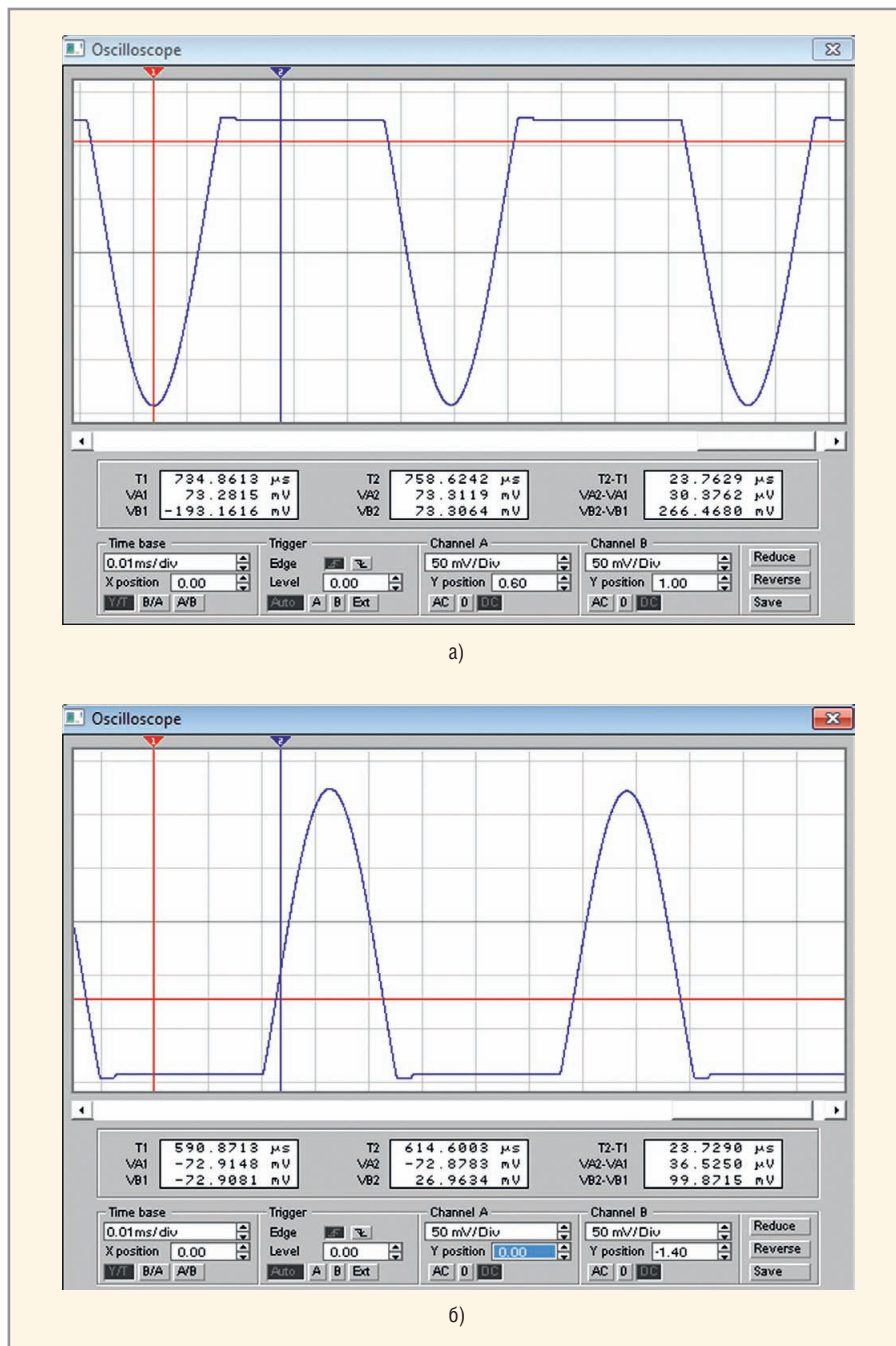 Oscilloscope
1 2
T1 734.8613 µs T2 758.6242 µs T2-T1 23.7629 µs
VA1 73.2815 mV VA2 73.3119 mV VA2-VA1 30.3762 µV
VB1 -193.1616 mV VB2 73.3064 mV VB2-VB1 266.4680 mV
Time base Trigger Channel A Channel B
0.01ms/div Edge 50 mV/Div 50 mV/Div Reduce
X position 0.00 Level 0.00 Y position 0.60 Y position 1.00 Reverse
Y/T B/A A/B Auto A B Ext AC 0 DC AC 0 DC Save
а)
Oscilloscope
1 2
T1 590.8713 µs T2 614.6003 µs T2-T1 23.7290 µs
VA1 -72.9148 mV VA2 -72.8783 mV VA2-VA1 36.5250 µV
VB1 -72.9081 mV VB2 26.9634 mV VB2-VB1 99.8715 mV
Time base Trigger Channel A Channel B
0.01ms/div Edge 50 mV/Div 50 mV/Div Reduce
X position 0.00 Level 0.00 Y position 0.00 Y position -1.40 Reverse
Y/T B/A A/B Auto A B Ext AC 0 DC AC 0 DC Save
б)